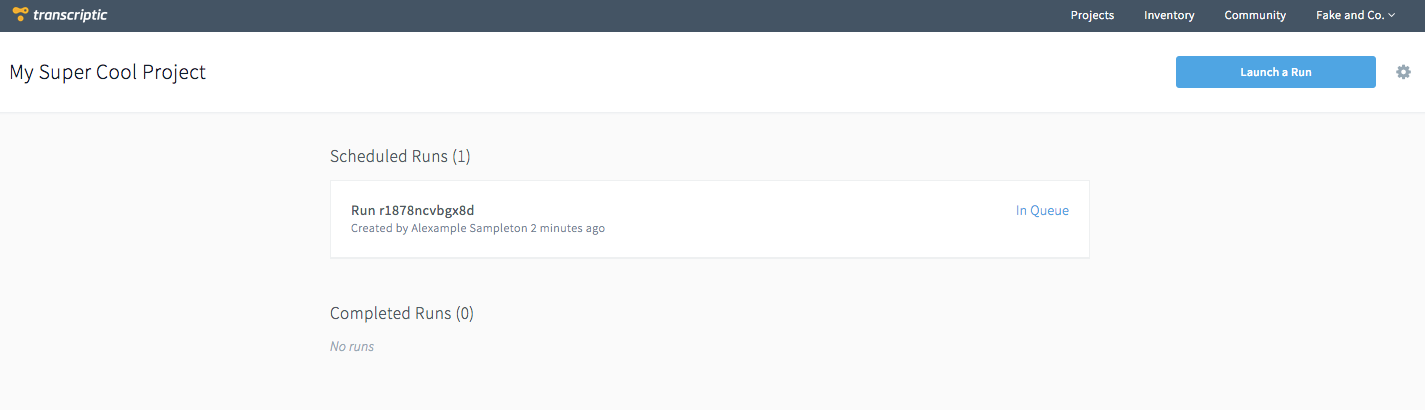 transcriptic
Projects Inventory Community Fake and Co.
My Super Cool Project
Launch a Run
Scheduled Runs (1)
Run r1878ncvbgx8d
In Queue
Created by Alexample Sampleton 2 minutes ago
Completed Runs (0)
No runs